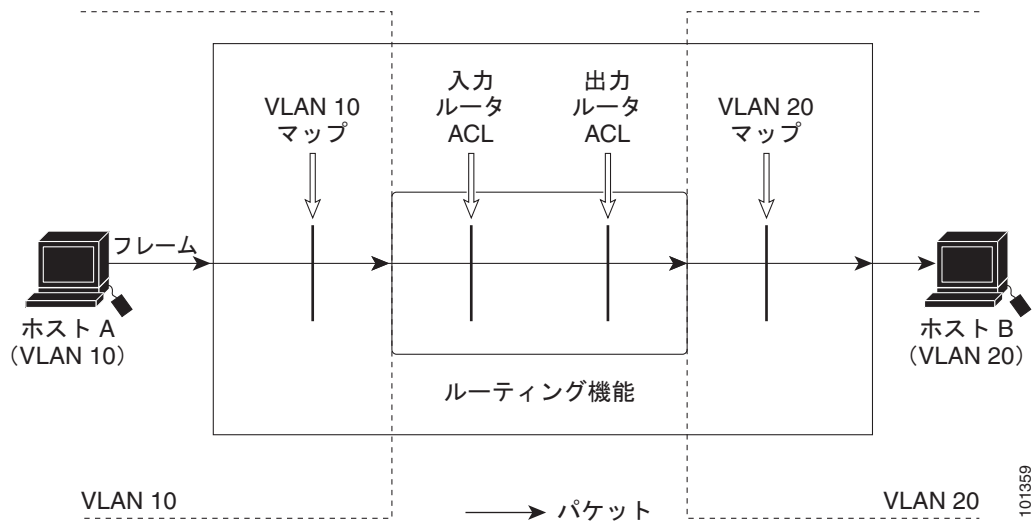 VLAN 10
マップ
入力
ルータ
ACL
出力
ルータ
ACL
VLAN 20
マップ
フレーム
ホスト A
(VLAN 10)
ホスト B
(VLAN 20)
ルーティング機能
VLAN 10
パケット
VLAN 20
101359